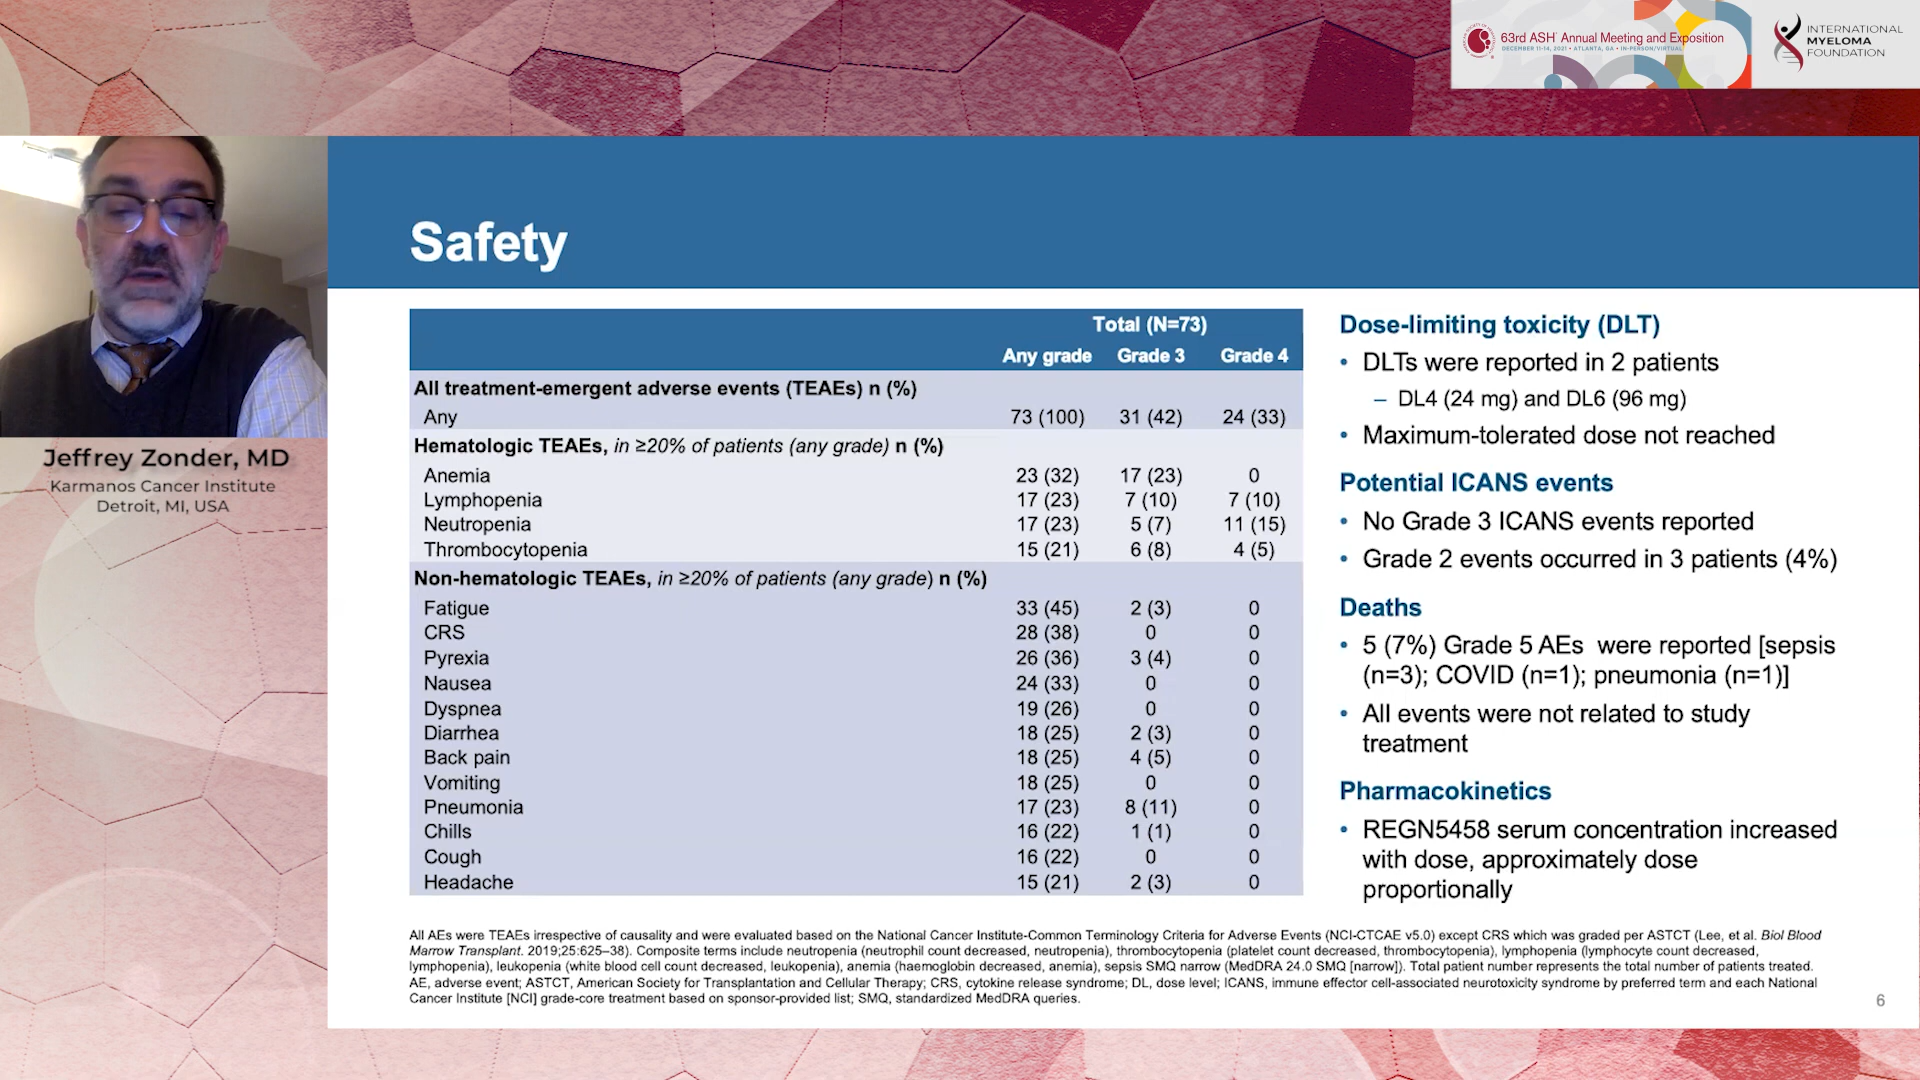 63rd ASH Annual Meeting and Exposition
DECEMBER 11-14, 2021 • ATLANTA, GA • IN-PERSON/VIRTUAL
INTERNATIONAL
MYELOMA
FOUNDATION
Jeffrey Zonder, MD
Karmanos Cancer Institute
Detroit, MI, USA
Safety
Total (N=73)
Any grade Grade 3 Grade 4
All treatment-emergent adverse events (TEAEs) n (%)
Any 73 (100) 31 (42) 24 (33)
Hematologic TEAEs, in ≥20% of patients (any grade) n (%)
Anemia 23 (32) 17 (23) 0
Lymphopenia 17 (23) 7 (10) 7 (10)
Neutropenia 17 (23) 5 (7) 11 (15)
Thrombocytopenia 15 (21) 6 (8) 4 (5)
Non-hematologic TEAEs, in ≥20% of patients (any grade) n (%)
Fatigue 33 (45) 2 (3) 0
CRS 28 (38) 0 0
Pyrexia 26 (36) 3 (4) 0
Nausea 24 (33) 0 0
Dyspnea 19 (26) 0 0
Diarrhea 18 (25) 2 (3) 0
Back pain 18 (25) 4 (5) 0
Vomiting 18 (25) 0 0
Pneumonia 17 (23) 8 (11) 0
Chills 16 (22) 1 (1) 0
Cough 16 (22) 0 0
Headache 15 (21) 2 (3) 0
Dose-limiting toxicity (DLT)
• DLTs were reported in 2 patients
– DL4 (24 mg) and DL6 (96 mg)
• Maximum-tolerated dose not reached
Potential ICANS events
• No Grade 3 ICANS events reported
• Grade 2 events occurred in 3 patients (4%)
Deaths
• 5 (7%) Grade 5 AEs were reported [sepsis
(n=3); COVID (n=1); pneumonia (n=1)]
• All events were not related to study
treatment
Pharmacokinetics
• REGN5458 serum concentration increased
with dose, approximately dose
proportionally
All AEs were TEAEs irrespective of causality and were evaluated based on the National Cancer Institute-Common Terminology Criteria for Adverse Events (NCI-CTCAE v5.0) except CRS which was graded per ASTCT (Lee, et al. Biol Blood
Marrow Transplant. 2019;25:625–38). Composite terms include neutropenia (neutrophil count decreased, neutropenia), thrombocytopenia (platelet count decreased, thrombocytopenia), lymphopenia (lymphocyte count decreased,
lymphopenia), leukopenia (white blood cell count decreased, leukopenia), anemia (haemoglobin decreased, anemia), sepsis SMQ narrow (MedDRA 24.0 SMQ [narrow]). Total patient number represents the total number of patients treated.
AE, adverse event; ASTCT, American Society for Transplantation and Cellular Therapy; CRS, cytokine release syndrome; DL, dose level; ICANS, immune effector cell-associated neurotoxicity syndrome by preferred term and each National
Cancer Institute [NCI] grade-core treatment based on sponsor-provided list; SMQ, standardized MedDRA queries.
6